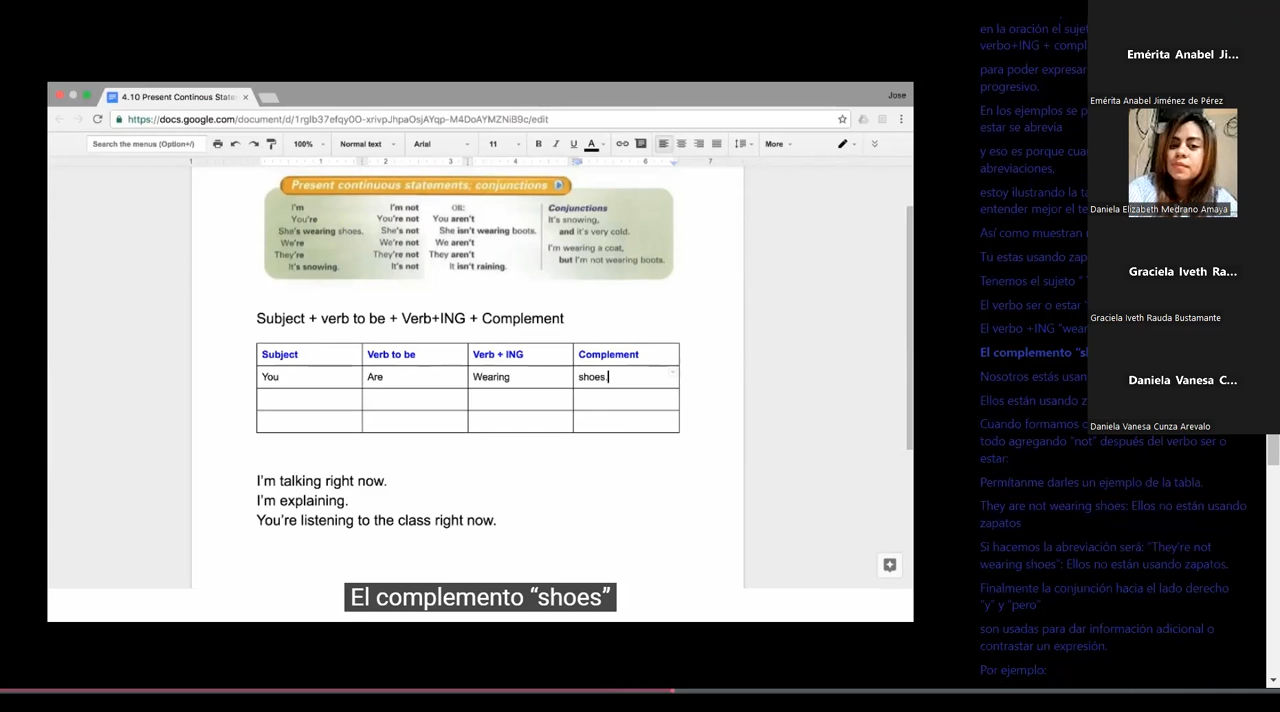 4.10 Present Continous State
Jose
https://docs.google.com/document/d/1rgIb37efqy0O-xrivpJhpaOsjAYqp-M4DoAYMZNiB9c/edit
Search the menus (Option+/)
100%
Normal text
Arial
11
B I U A
More
1 1 2 3 4 6 7
Present continuous statements; conjunctions
I'm I'm not OR: Conjunctions
You're You're not You aren't It's snowing,
She's wearing shoes. She's not She isn't wearing boots. and it's very cold.
We're We're not We aren't I'm wearing a coat,
They're They're not They aren't but I'm not wearing boots.
It's snowing. It's not It isn't raining.
Subject + verb to be + Verb+ING + Complement
Subject Verb to be Verb + ING Complement
You Are Wearing shoes.
I'm talking right now.
I'm explaining.
You're listening to the class right now.
El complemento “shoes”
en la oración el suje
verbo+ING + compl
para poder expresar
progresivo.
En los ejemplos se p
estar se abrevia
y eso es porque cua
abreviaciones,
estoy ilustrando la ta
entender mejor el te
Así como muestran
Tu estas usando zap
Tenemos el sujeto “
El verbo ser o estar “
El verbo +ING “wear
El complemento “sh
Nosotros estás usan
Ellos están usando z
Cuando formamos
todo agregando “not” después del verbo ser o
estar:
Permítanme darles un ejemplo de la tabla.
They are not wearing shoes: Ellos no están usando
zapatos
Si hacemos la abreviación será: “They're not
wearing shoes”: Ellos no están usando zapatos.
Finalmente la conjunción hacia el lado derecho
“y” y “pero”
son usadas para dar información adicional o
contrastar un expresión.
Por ejemplo:
Emérita Anabel Ji...
Emérita Anabel Jiménez de Pérez
Daniela Elizabeth Medrano Amaya
Graciela Iveth Ra...
Graciela Iveth Rauda Bustamante
Daniela Vanesa C...
Daniela Vanesa Cunza Arevalo